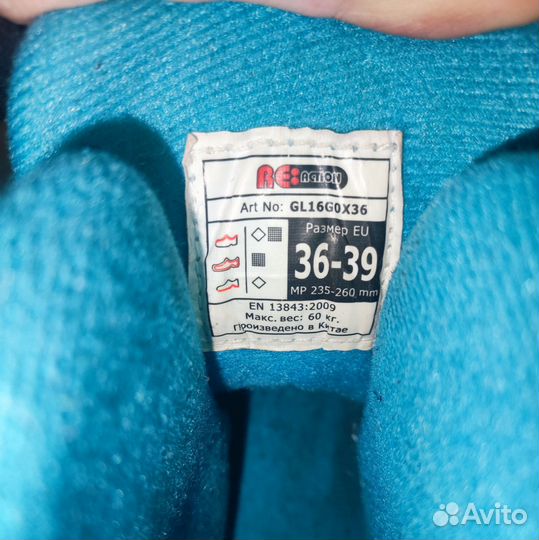 RE:ACTION
Art No: GL16G0X36
Размер EU
36-39
MP 235-260 mm
EN 13843:2009
Макс. вес: 60 кг.
Произведено в Китае
Avito